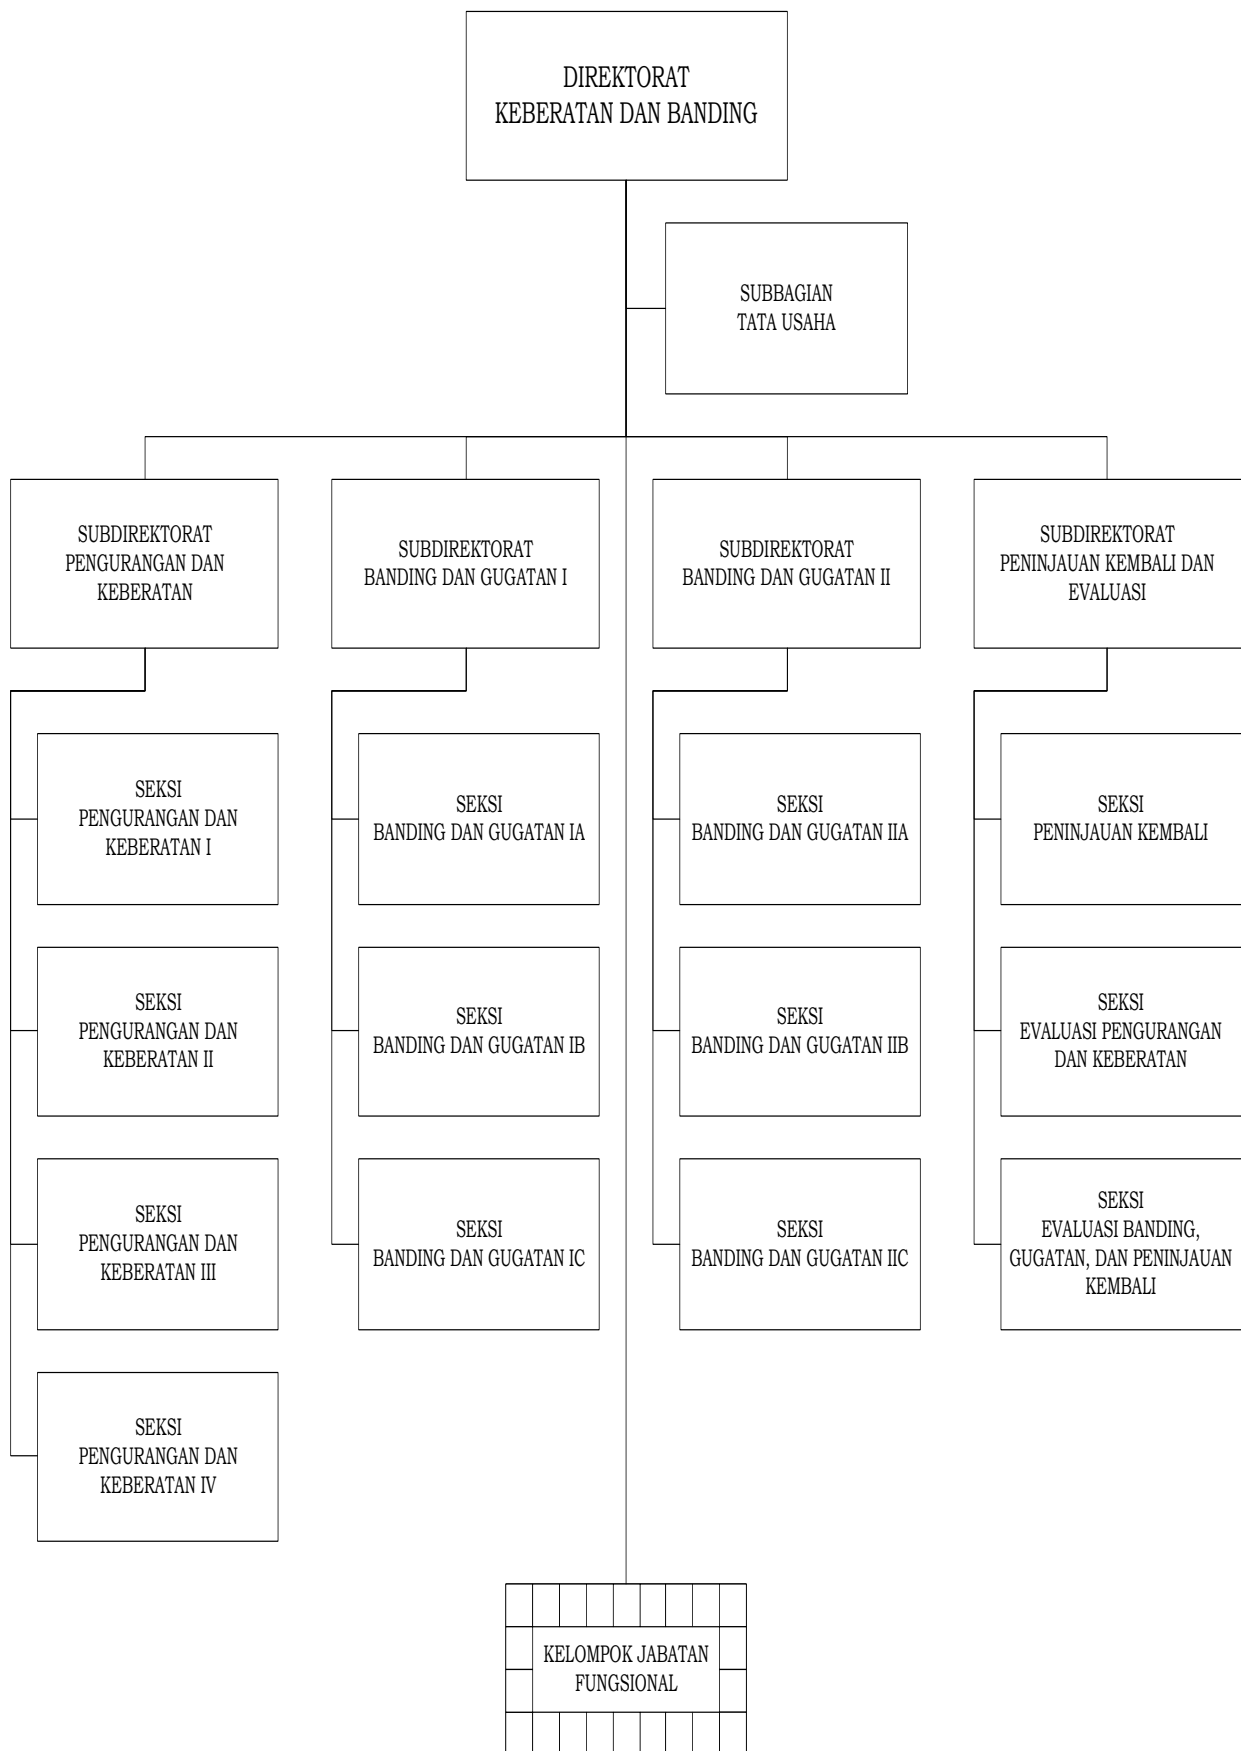 DIREKTORAT
KEBERATAN DAN BANDING
SUBBAGIAN
TATA USAHA
SUBDIREKTORAT
PENGURANGAN DAN
KEBERATAN
SUBDIREKTORAT
BANDING DAN GUGATAN I
SUBDIREKTORAT
BANDING DAN GUGATAN II
SUBDIREKTORAT
PENINJAUAN KEMBALI DAN
EVALUASI
SEKSI
PENGURANGAN DAN
KEBERATAN I
SEKSI
BANDING DAN GUGATAN IA
SEKSI
BANDING DAN GUGATAN IIA
SEKSI
PENINJAUAN KEMBALI
SEKSI
PENGURANGAN DAN
KEBERATAN II
SEKSI
BANDING DAN GUGATAN IB
SEKSI
BANDING DAN GUGATAN IIB
SEKSI
EVALUASI PENGURANGAN
DAN KEBERATAN
SEKSI
PENGURANGAN DAN
KEBERATAN III
SEKSI
BANDING DAN GUGATAN IC
SEKSI
BANDING DAN GUGATAN IIC
SEKSI
EVALUASI BANDING,
GUGATAN, DAN PENINJAUAN
KEMBALI
SEKSI
PENGURANGAN DAN
KEBERATAN IV
KELOMPOK JABATAN
FUNGSIONAL